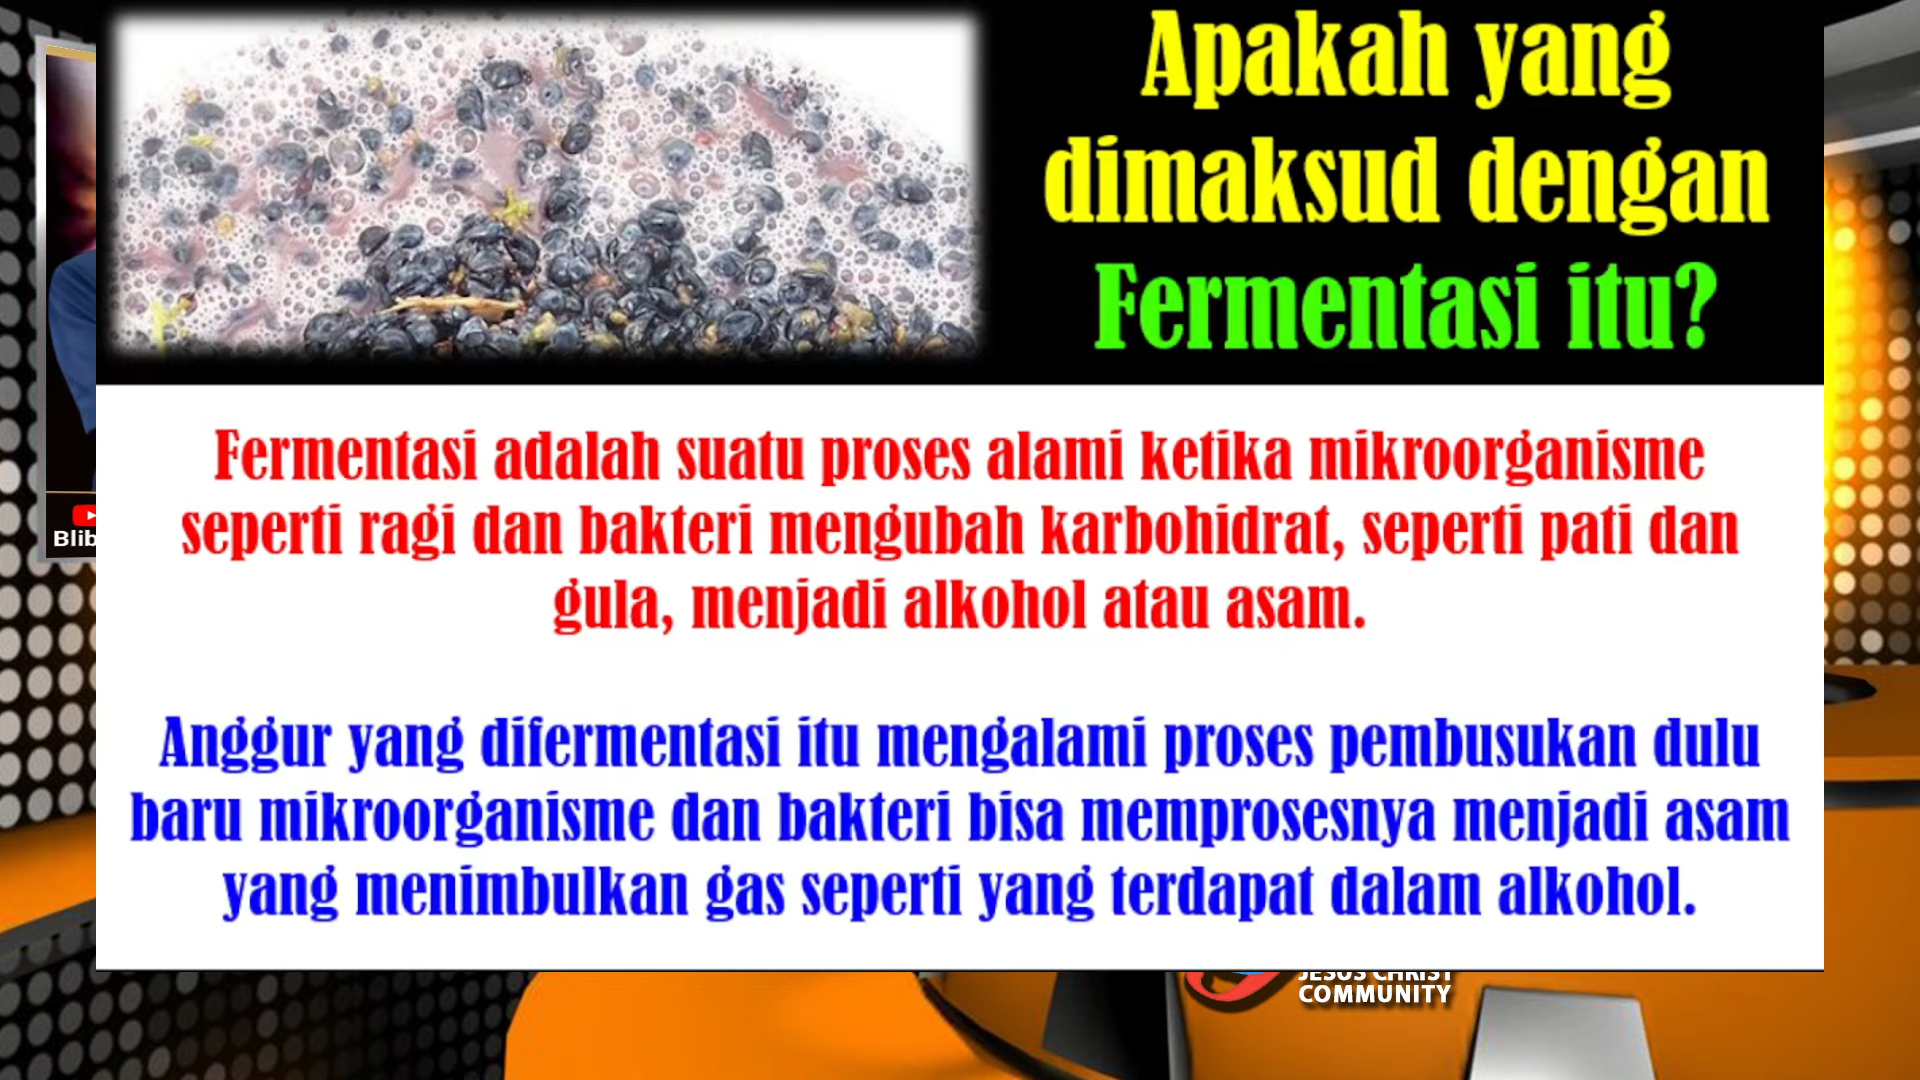 Apakah yang
dimaksud dengan
Fermentasi itu?
Fermentasi adalah suatu proses alami ketika mikroorganisme
seperti ragi dan bakteri mengubah karbohidrat, seperti pati dan
gula, menjadi alkohol atau asam.
Anggur yang difermentasi itu mengalami proses pembusukan dulu
baru mikroorganisme dan bakteri bisa memprosesnya menjadi asam
yang menimbulkan gas seperti yang terdapat dalam alkohol.
Blib
JESUS CHRIST
COMMUNITY